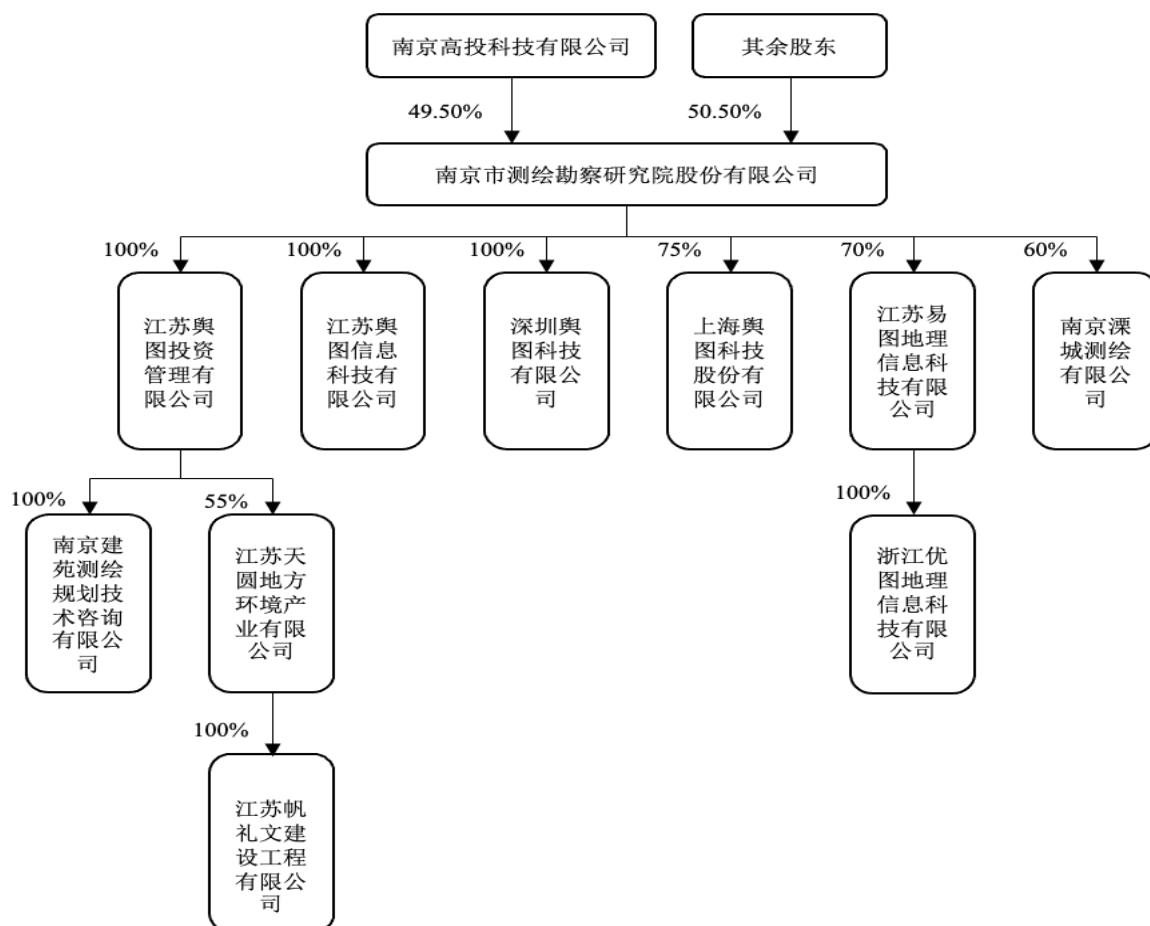 南京高投科技有限公司
其余股东
49.50%
50.50%
南京市测绘勘察研究院股份有限公司
100%
100%
100%
75%
70%
60%
江苏舆
图投资
管理有
限公司
江苏舆
图信息
科技有
限公司
深圳舆
图科技
有限公
司
上海舆
图科技
股份有
限公司
江苏易
图地理
信息科
技有限
公司
南京溧
城测绘
有限公
司
100%
55%
100%
南京建
苑测绘
规划技
术咨询
有限公
司
江苏天
圆地方
环境产
业有限
公司
浙江优
图地理
信息科
技有限
公司
100%
江苏帆
礼文建
设工程
有限公
司